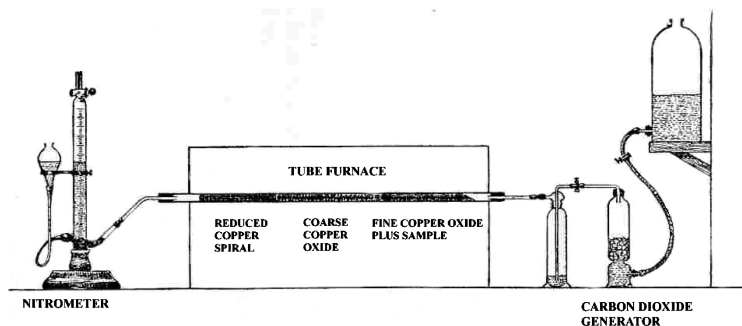 TUBE FURNACE
REDUCED
COPPER
SPIRAL
COARSE
COPPER
OXIDE
FINE COPPER OXIDE
PLUS SAMPLE
NITROMETER
CARBON DIOXIDE
GENERATOR